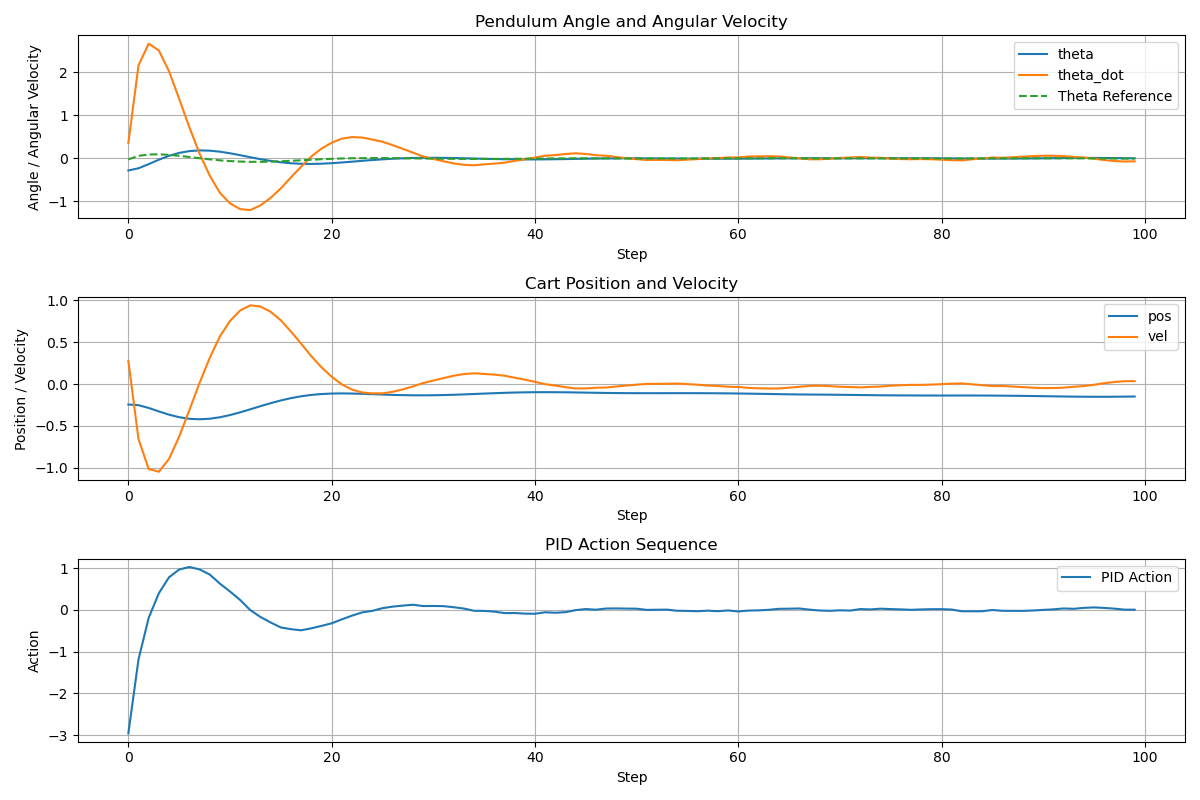 Pendulum Angle and Angular Velocity
Angle / Angular Velocity
2
1
0
−1
theta
theta_dot
Theta Reference
0 20 40 60 80 100
Step
Cart Position and Velocity
Position / Velocity
1.0
0.5
0.0
−0.5
−1.0
pos
vel
0 20 40 60 80 100
Step
PID Action Sequence
Action
1
0
−1
−2
−3
PID Action
0 20 40 60 80 100
Step